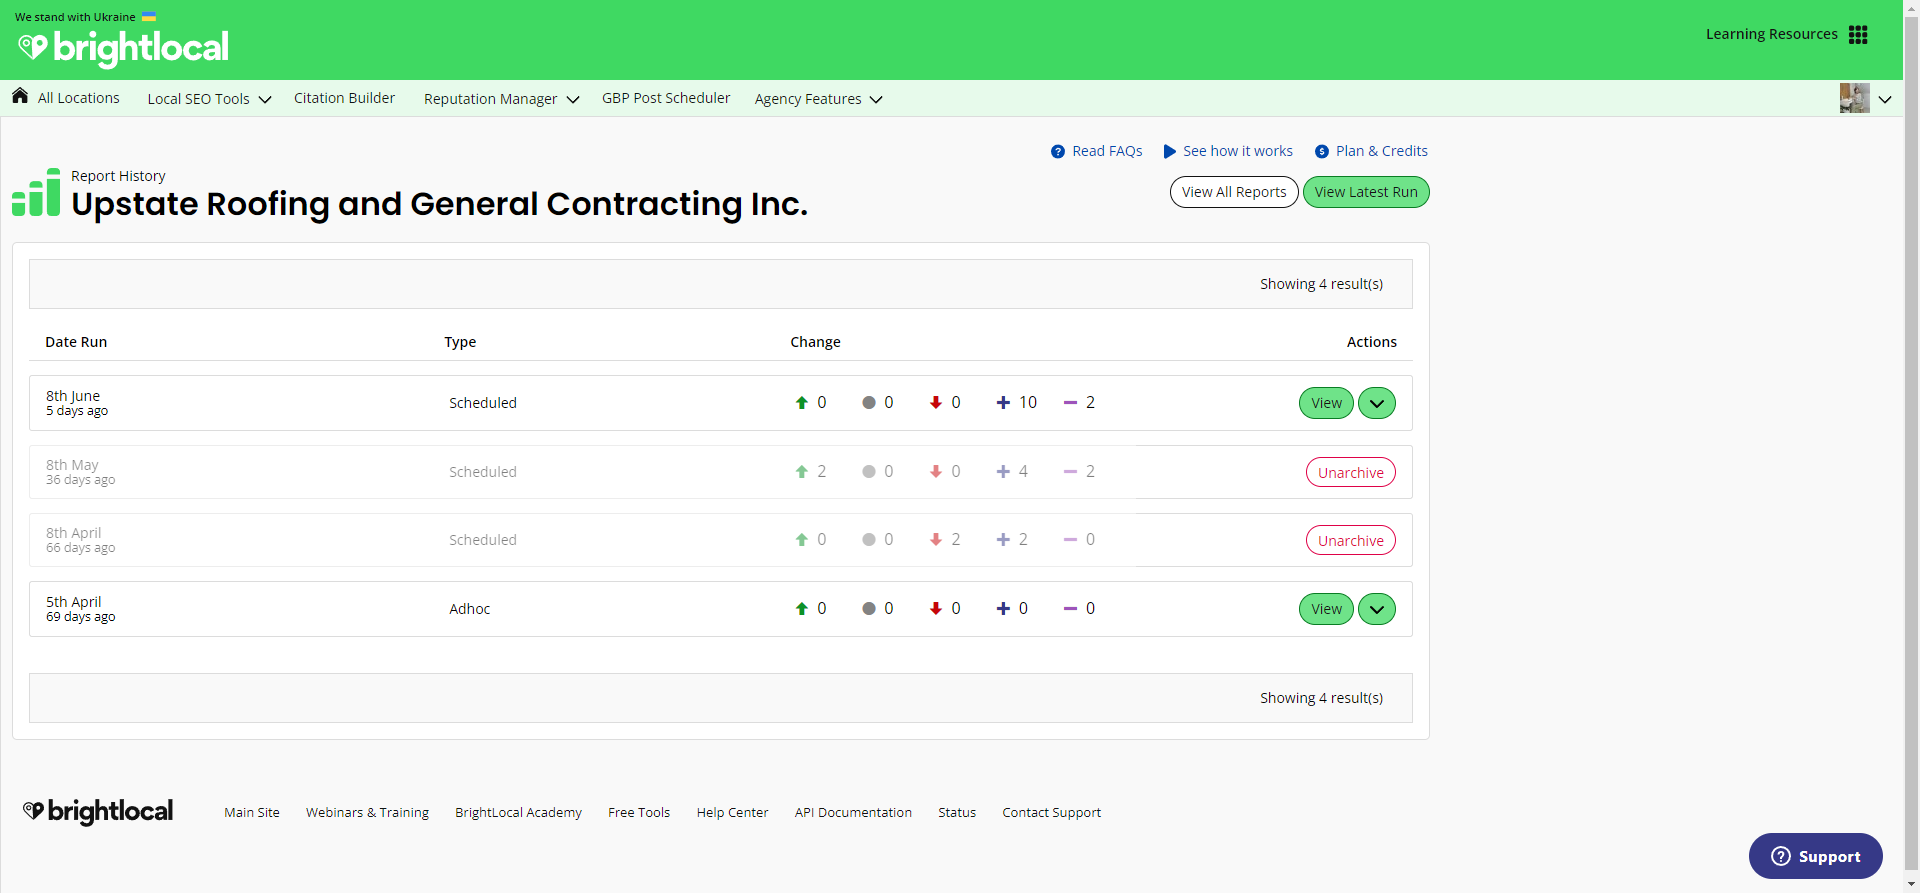 We stand with Ukraine
brightlocal
Learning Resources
All Locations
Local SEO Tools
Citation Builder
Reputation Manager
GBP Post Scheduler
Agency Features
Read FAQs
See how it works
Plan & Credits
Report History
Upstate Roofing and General Contracting Inc.
View All Reports
View Latest Run
Showing 4 result(s)
Date Run Type Change Actions
8th June
5 days ago
Scheduled 0 0 0 10 2 View
8th May
36 days ago
Scheduled 2 0 0 4 2 Unarchive
8th April
66 days ago
Scheduled 0 0 2 2 0 Unarchive
5th April
69 days ago
Adhoc 0 0 0 0 0 View
Showing 4 result(s)
brightlocal
Main Site
Webinars & Training
BrightLocal Academy
Free Tools
Help Center
API Documentation
Status
Contact Support
Support